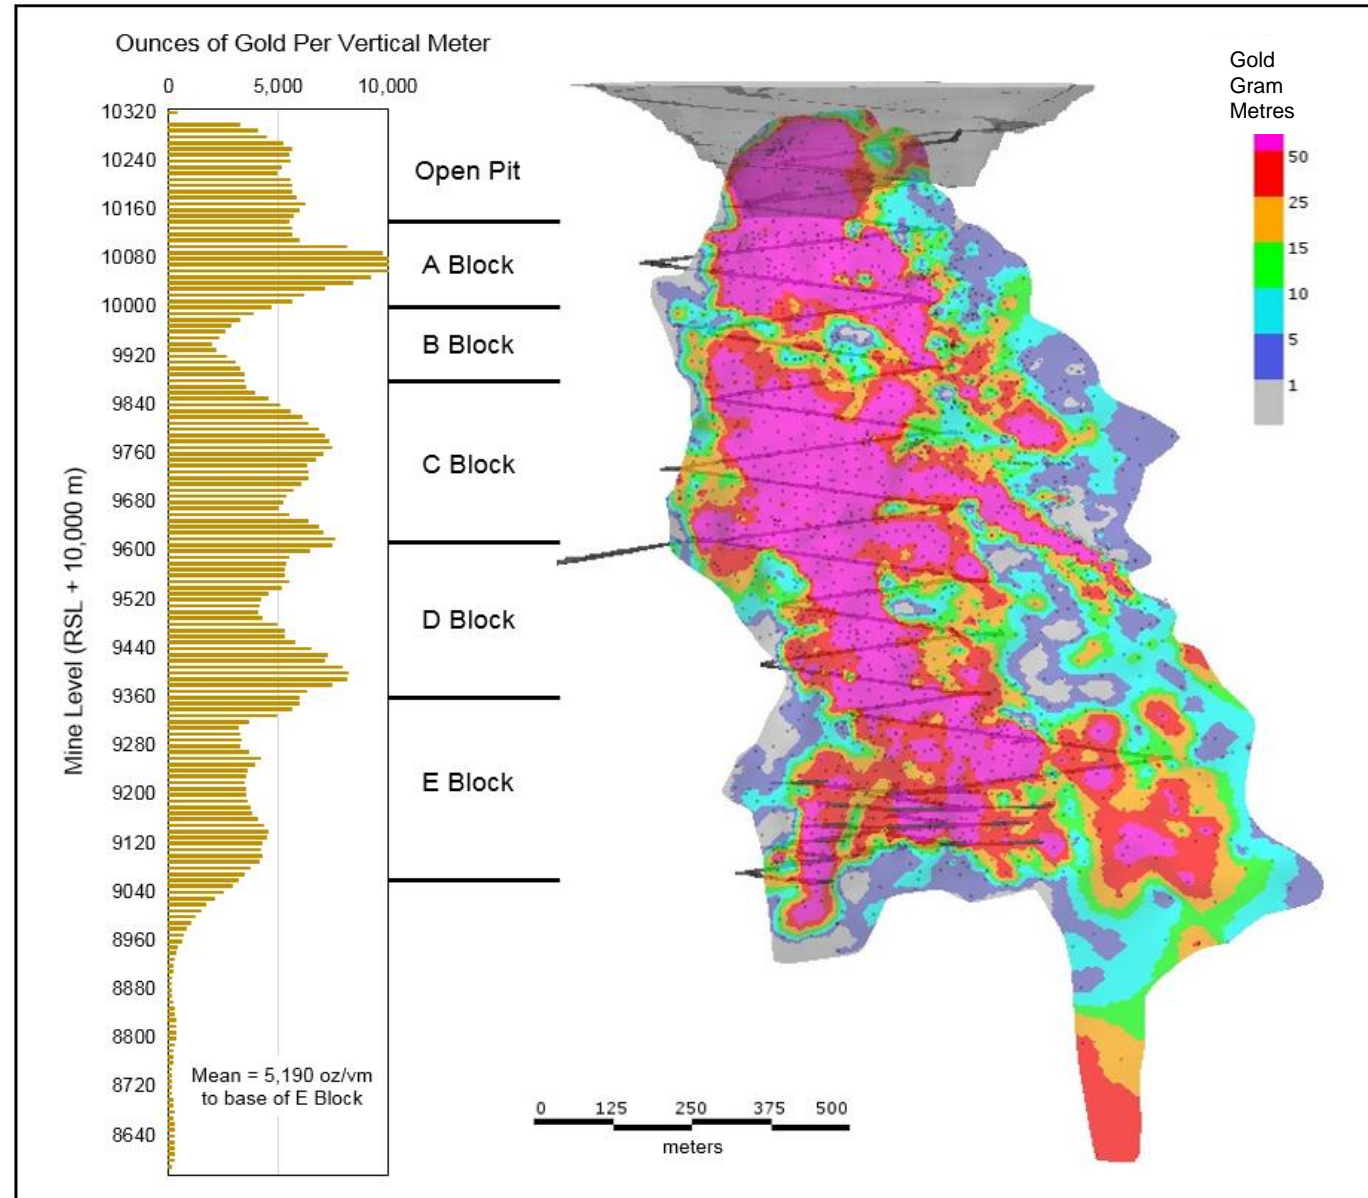 Ounces of Gold Per Vertical Meter
0 5,000 10,000
10320
10240
10160
10080
10000
9920
9840
9760
9680
9600
9520
9440
9360
9280
9200
9120
9040
8960
8880
8800
8720
8640
Mine Level (RSL + 10,000 m)
Open Pit
A Block
B Block
C Block
D Block
E Block
Mean = 5,190 oz/vm
to base of E Block
Gold
Gram
Metres
50
25
15
10
5
1
0 125 250 375 500
meters